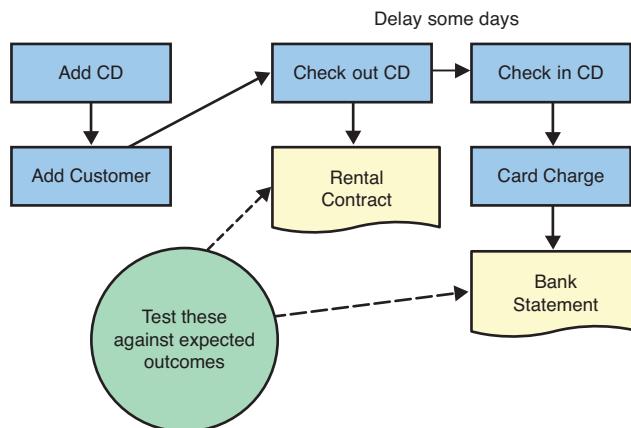 Delay some days
Add CD
Check out CD
Check in CD
Add Customer
Rental
Contract
Card Charge
Test these
against expected
outcomes
Bank
Statement